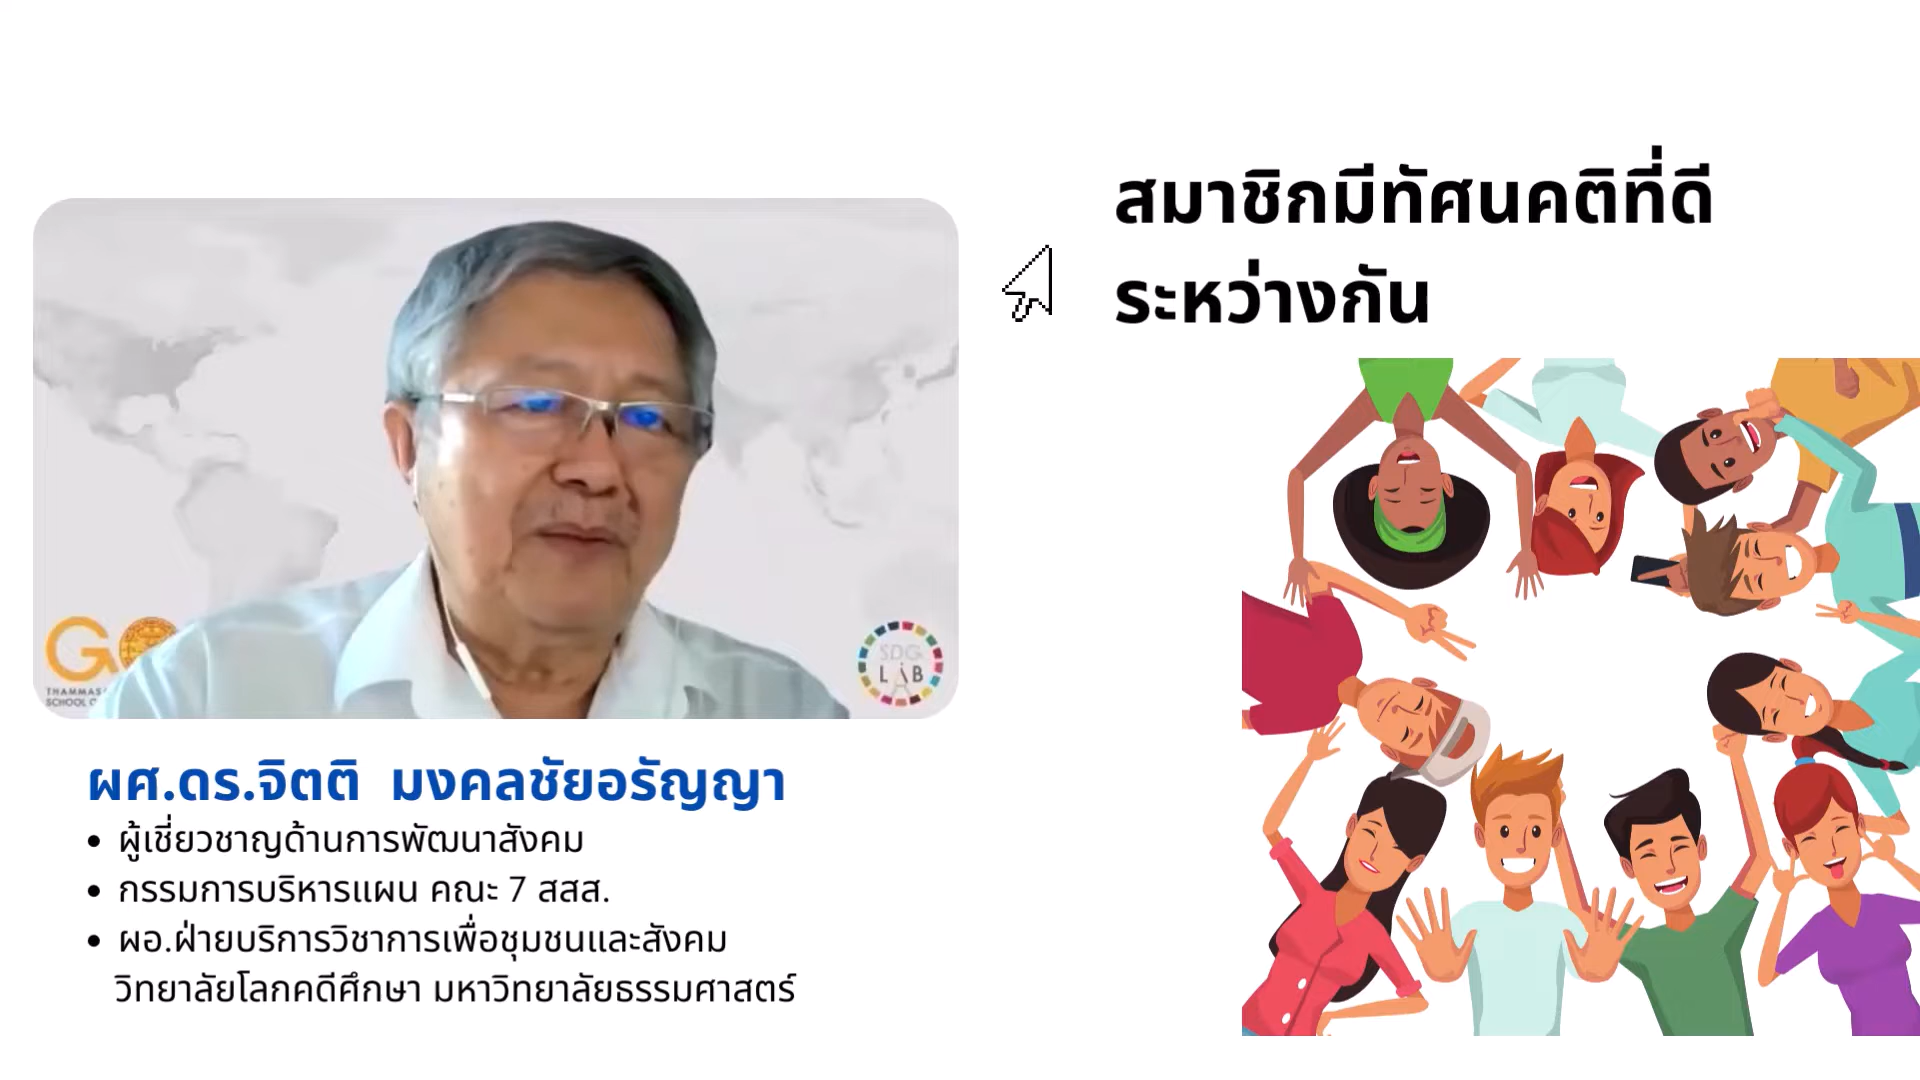 สมาชิกมีทัศนคติที่ดี
ระหว่างกัน
THAMMAS
SCHOOL
SDG
LAB
ผศ.ดร.จิตติ มงคลชัยอรัญญา
• ผู้เชี่ยวชาญด้านการพัฒนาสังคม
• กรรมการบริหารแผน คณะ 7 สสส.
• ผอ.ฝ่ายบริการวิชาการเพื่อชุมชนและสังคม
วิทยาลัยโลกคดีศึกษา มหาวิทยาลัยธรรมศาสตร์